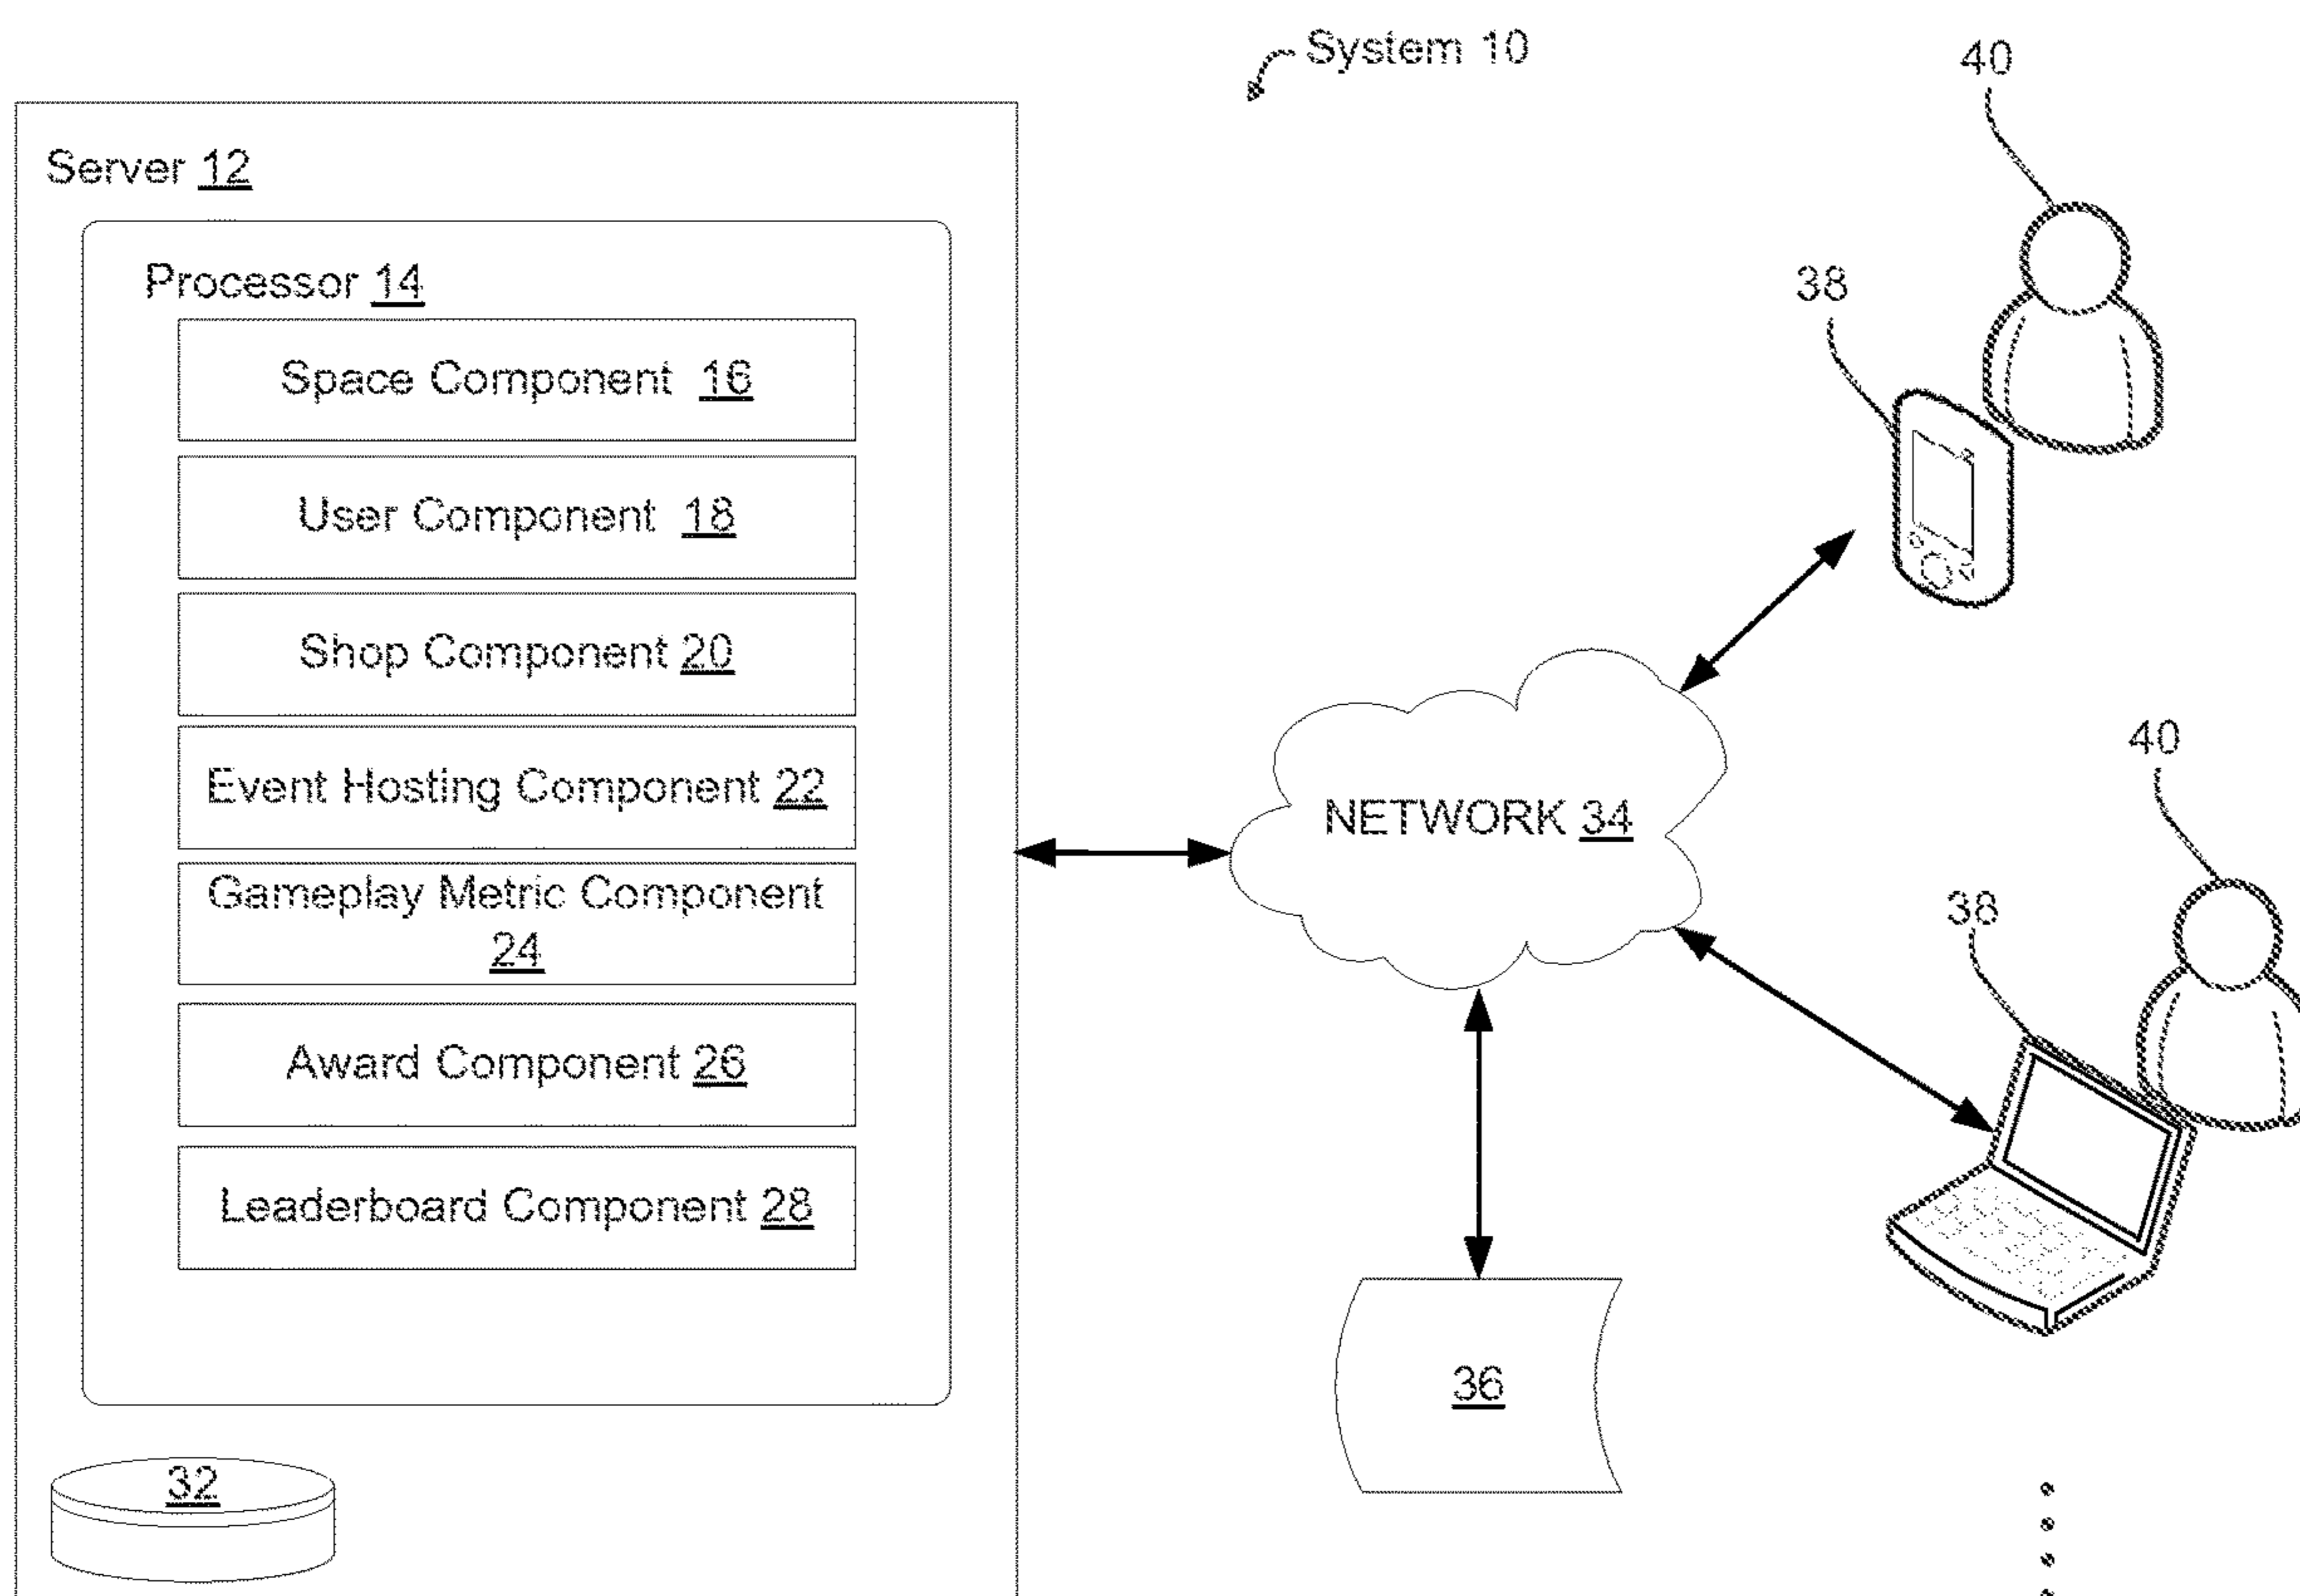 System 10
Server 12
Processor 14
Space Component 16
User Component 18
Shop Component 20
Event Hosting Component 22
Gameplay Metric Component
24
Award Component 26
Leaderboard Component 28
32
NETWORK 34
36
40
38
40
38